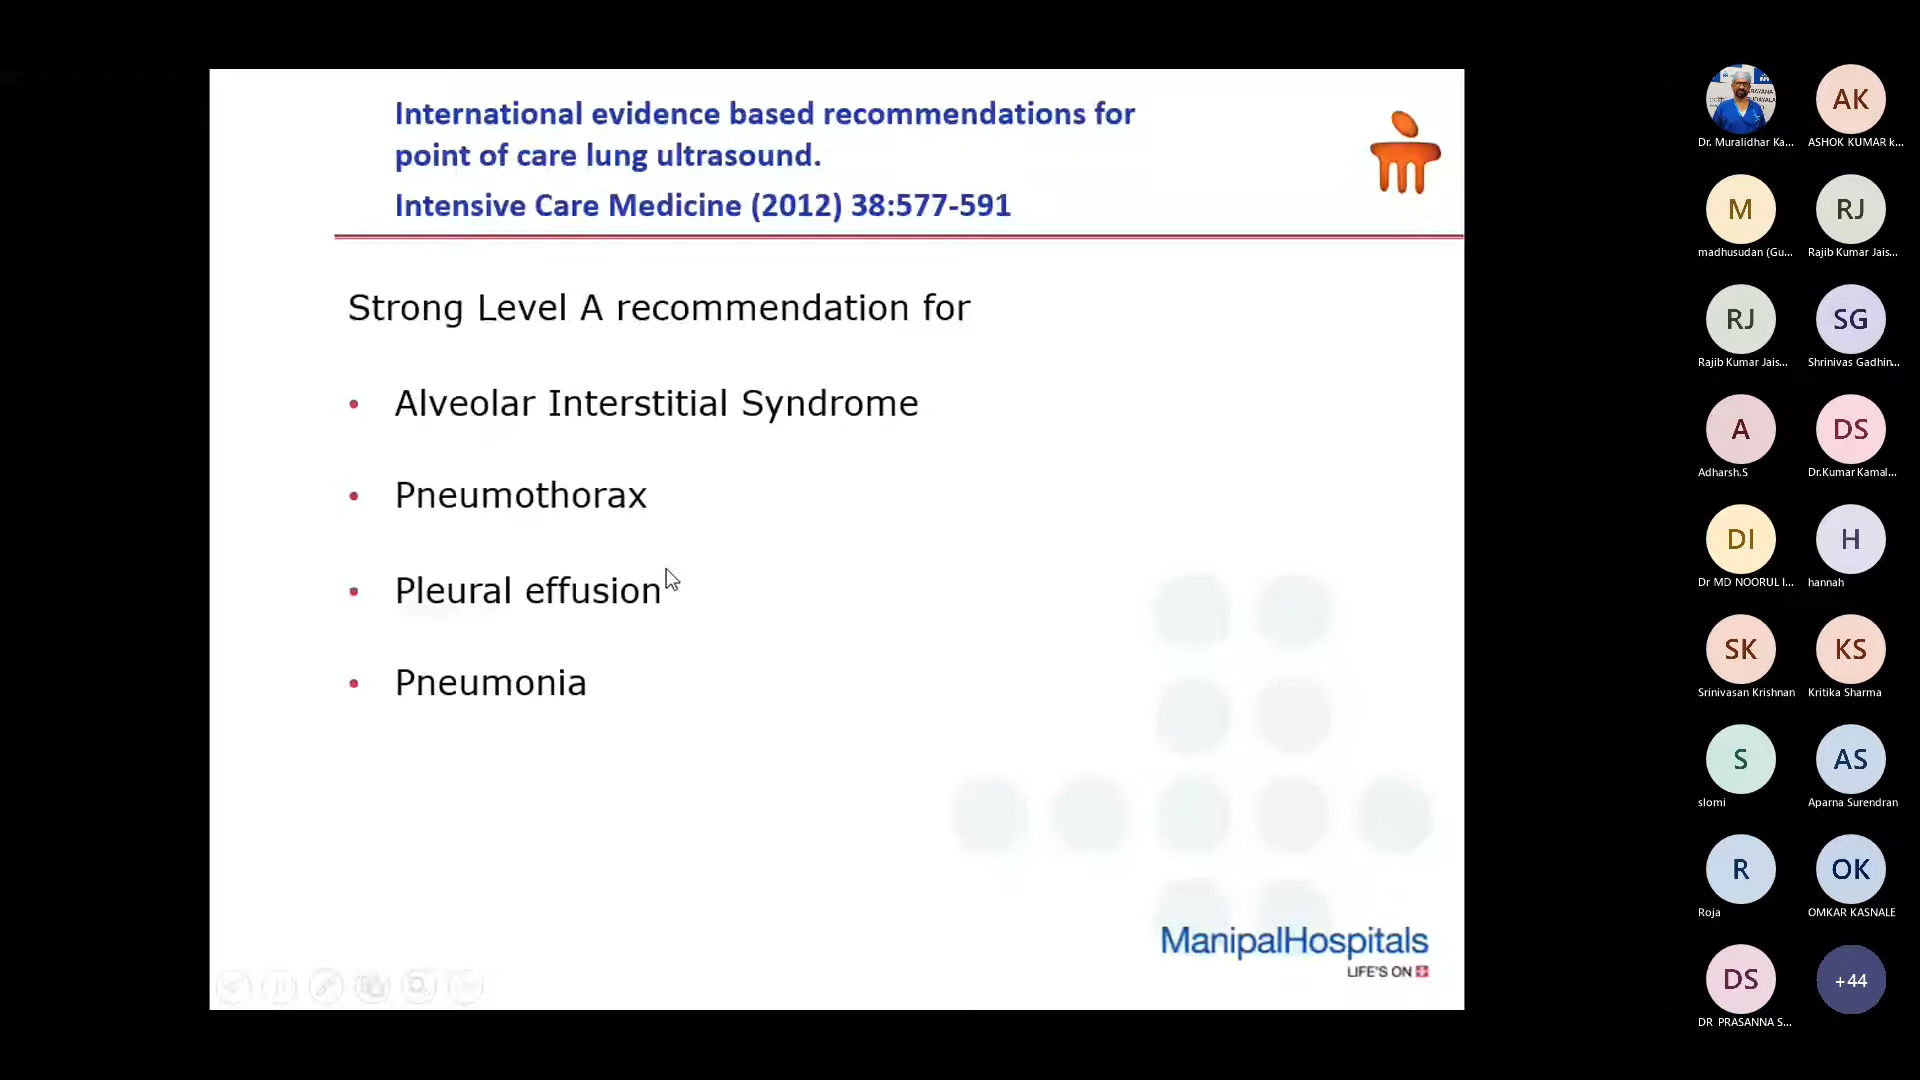 International evidence based recommendations for
point of care lung ultrasound.
Intensive Care Medicine (2012) 38:577-591
Strong Level A recommendation for
• Alveolar Interstitial Syndrome
• Pneumothorax
• Pleural effusion
• Pneumonia
ManipalHospitals
LIFE'S ON
AK
Dr. Muralidhar Ka...
ASHOK KUMAR k...
M
RJ
madhusudan (Gu...
Rajib Kumar Jais...
RJ
SG
Rajib Kumar Jais...
Shrinivas Gadhin...
A
DS
Adharsh.S
Dr.Kumar Kamal...
DI
H
Dr MD NOORUL I...
hannah
SK
KS
Srinivasan Krishnan
Kritika Sharma
S
AS
slomi
Aparna Surendran
R
OK
Roja
OMKAR KASNALE
DS
+44
DR PRASANNA S...